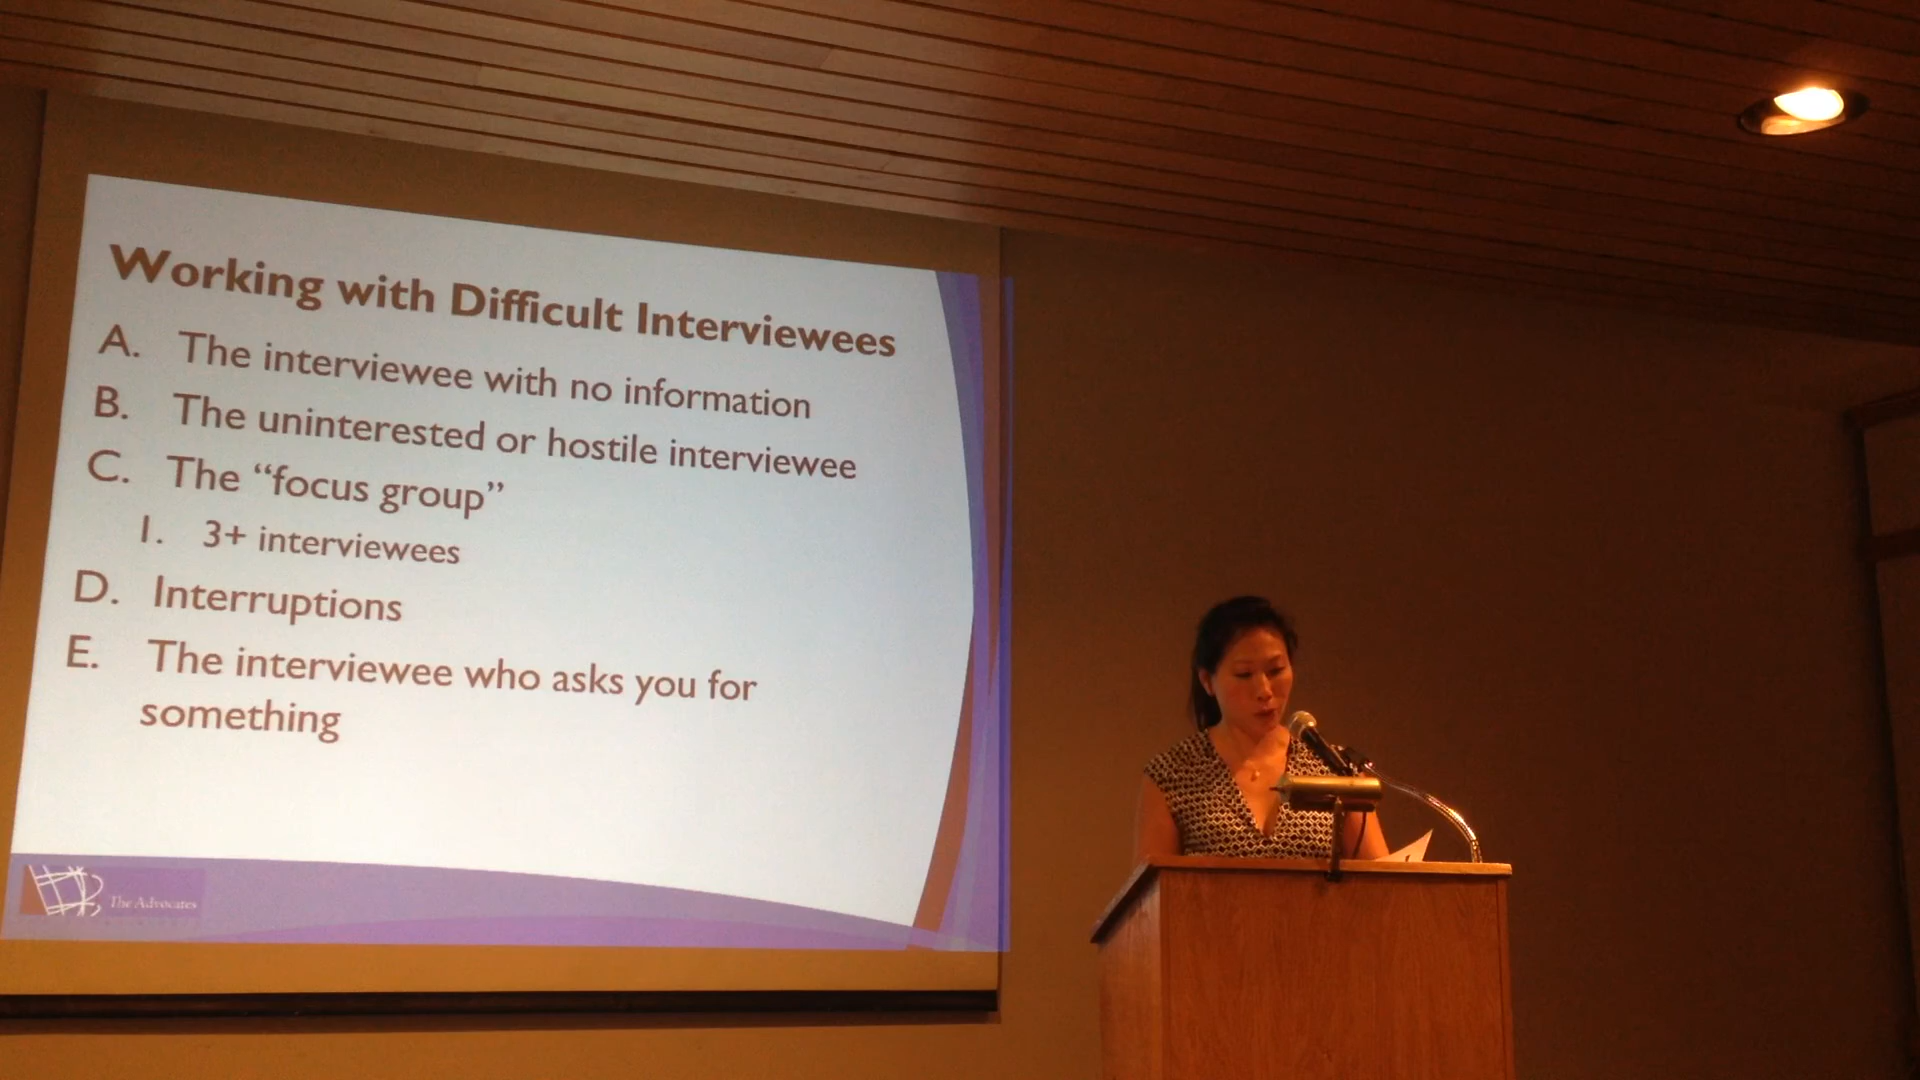 Working with Difficult Interviewees
A. The interviewee with no information
B. The uninterested or hostile interviewee
C. The “focus group”
1. 3+ interviewees
D. Interruptions
E. The interviewee who asks you for
something
The Advocates